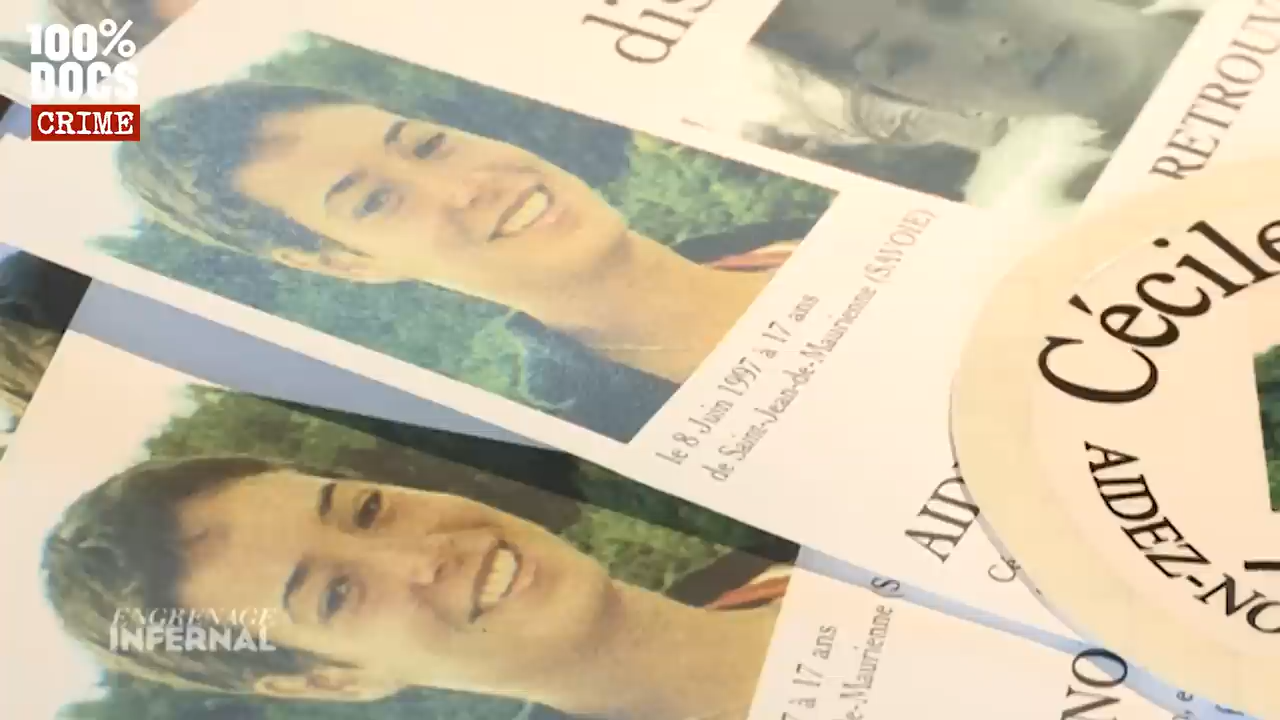 100%
DOCS
CRIME
dis
RETROUV
le 8 Juin 1997 à 17 ans
de Saint-Jean-de-Maurienne (SAVOIE)
AID
Cécile
AIDEZ-NO
7 à 17 ans
e-Maurienne (S
NO
ENGRENAGE
INFERNAL